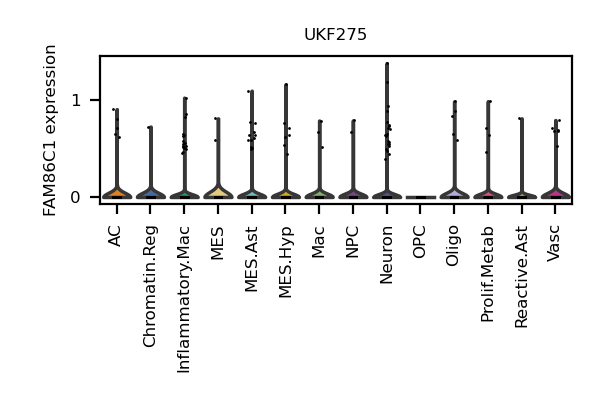 UKF275
FAM86C1 expression
1
0
AC
Chromatin.Reg
Inflammatory.Mac
MES
MES.Ast
MES.Hyp
Mac
NPC
Neuron
OPC
Oligo
Prolif.Metab
Reactive.Ast
Vasc